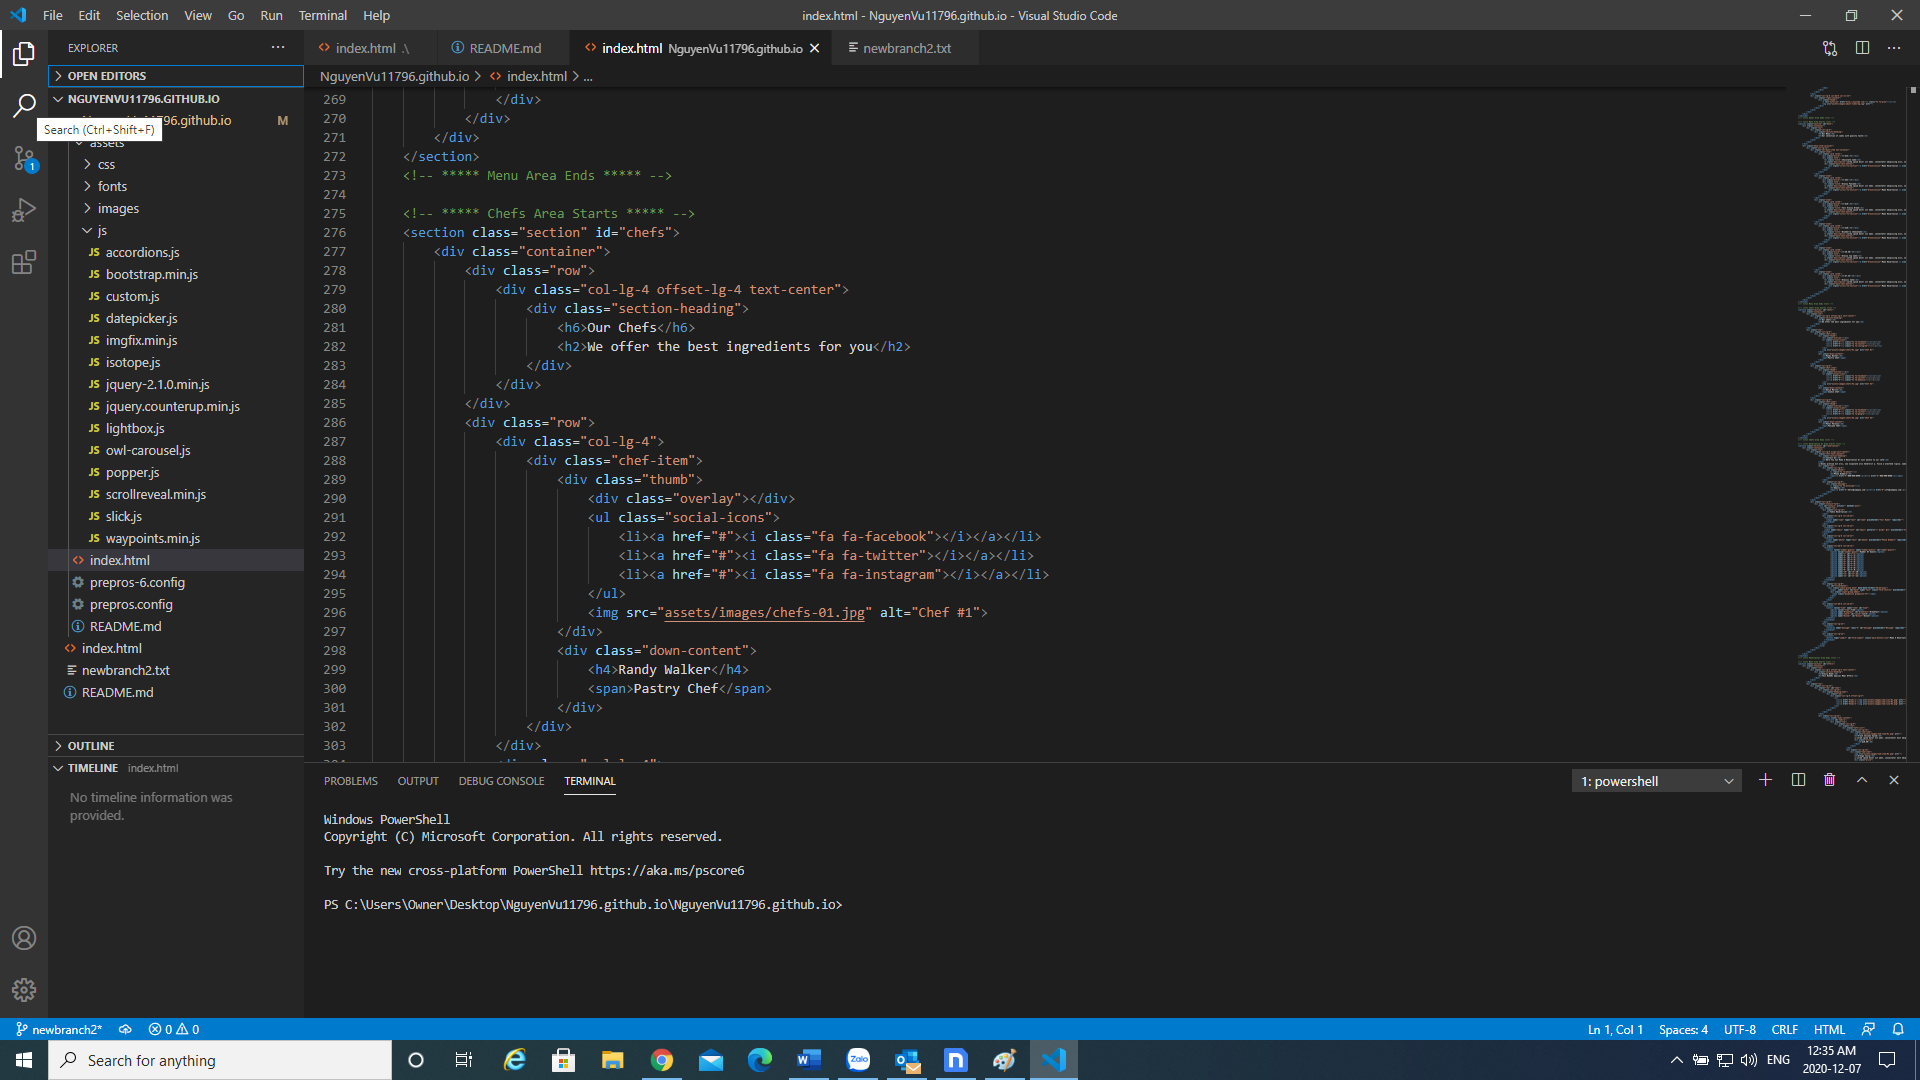 File Edit Selection View Go Run Terminal Help
index.html - NguyenVu11796.github.io - Visual Studio Code
EXPLORER
index.html .\
README.md
index.html NguyenVu11796.github.io
newbranch2.txt
OPEN EDITORS
NguyenVu11796.github.io > index.html > ...
NGUYENVU11796.GITHUB.IO
96.github.io M
Search (Ctrl+Shift+F)
assets
css
fonts
images
js
JS accordions.js
JS bootstrap.min.js
JS custom.js
JS datepicker.js
JS imgfix.min.js
JS isotope.js
JS jquery-2.1.0.min.js
JS jquery.counterup.min.js
JS lightbox.js
JS owl-carousel.js
JS popper.js
JS scrollreveal.min.js
JS slick.js
JS waypoints.min.js
index.html
prepros-6.config
prepros.config
README.md
index.html
newbranch2.txt
README.md
OUTLINE
TIMELINE index.html
No timeline information was
provided.
1
269 </div>
270 </div>
271 </div>
272 </section>
273 <!-- ***** Menu Area Ends ***** -->
274
275 <!-- ***** Chefs Area Starts ***** -->
276 <section class="section" id="chefs">
277 <div class="container">
278 <div class="row">
279 <div class="col-lg-4 offset-lg-4 text-center">
280 <div class="section-heading">
281 <h6>Our Chefs</h6>
282 <h2>We offer the best ingredients for you</h2>
283 </div>
284 </div>
285 </div>
286 <div class="row">
287 <div class="col-lg-4">
288 <div class="chef-item">
289 <div class="thumb">
290 <div class="overlay"></div>
291 <ul class="social-icons">
292 <li><a href="#"><i class="fa fa-facebook"></i></a></li>
293 <li><a href="#"><i class="fa fa-twitter"></i></a></li>
294 <li><a href="#"><i class="fa fa-instagram"></i></a></li>
295 </ul>
296 <img src="assets/images/chefs-01.jpg" alt="Chef #1">
297 </div>
298 <div class="down-content">
299 <h4>Randy Walker</h4>
300 <span>Pastry Chef</span>
301 </div>
302 </div>
303 </div>
PROBLEMS OUTPUT DEBUG CONSOLE TERMINAL
1: powershell
Windows PowerShell
Copyright (C) Microsoft Corporation. All rights reserved.
Try the new cross-platform PowerShell https://aka.ms/pscore6
PS C:\Users\Owner\Desktop\NguyenVu11796.github.io\NguyenVu11796.github.io>
newbranch2* 0 0
Ln 1, Col 1 Spaces: 4 UTF-8 CRLF HTML
Search for anything
Zalo
ENG
12:35 AM
2020-12-07